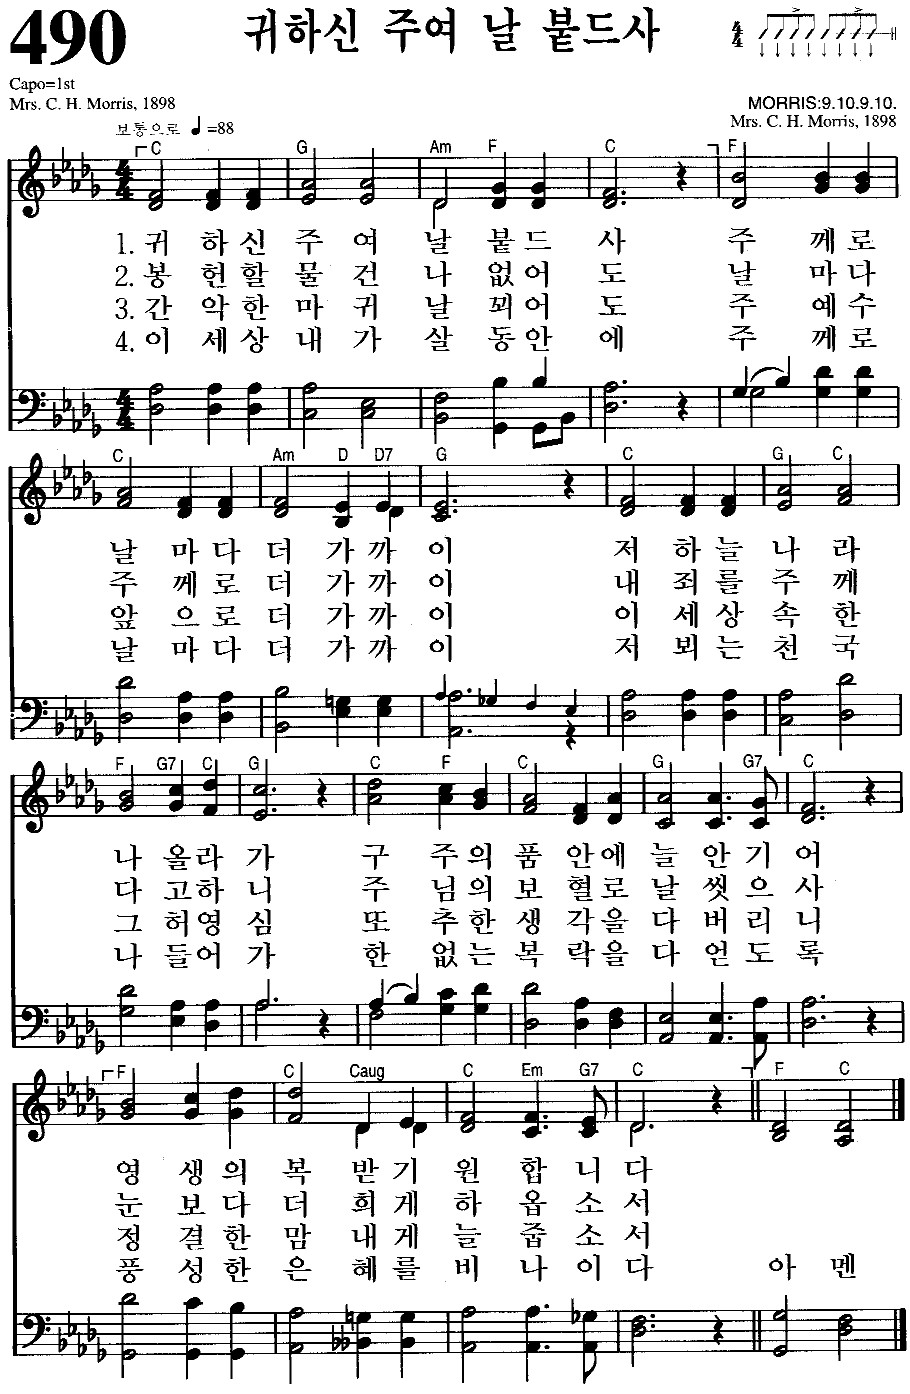 490 귀하신 주여 날 붙드사
Capo=1st
Mrs. C. H. Morris, 1898
MORRIS:9.10.9.10.
Mrs. C. H. Morris, 1898
보통으로 ♩=88
C G Am F C F
1. 귀 하 신 주 여 날 붙 드 사 주 께 로
2. 봉 헌 할 물 건 나 없 어 도 날 마 다
3. 간 악 한 마 귀 날 꾀 어 도 주 예 수
4. 이 세 상 내 가 살 동 안 에 주 께 로
C Am D D7 G C G C
날 마 다 더 가 까 이 저 하 늘 나 라
주 께 로 더 가 까 이 내 죄 를 주 께
앞 으 로 더 가 까 이 이 세 상 속 한
날 마 다 더 가 까 이 저 뵈 는 천 국
F G7 C G C F C G G7 C
나 올 라 가 구 주 의 품 안 에 늘 안 기 어
다 고 하 니 주 님 의 보 혈 로 날 씻 으 사
그 허 영 심 또 추 한 생 각 을 다 버 리 니
나 들 어 가 한 없 는 복 락 을 다 얻 도 록
F C Caug C Em G7 C F C
영 생 의 복 받 기 원 합 니 다
눈 보 다 더 희 게 하 옵 소 서
정 결 한 맘 내 게 늘 줍 소 서
풍 성 한 은 혜 를 비 나 이 다 아 멘